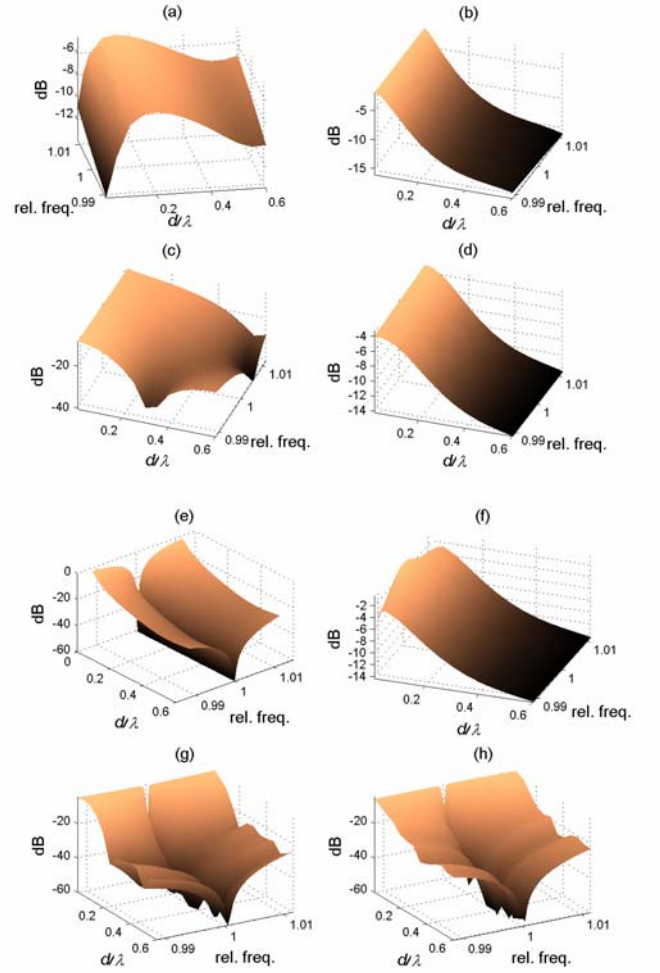 (a)
-6
-8
-10
-12
dB
1.01
1
0.99
rel. freq.
0.2
0.4
0.6
d/λ
(b)
-5
-10
-15
dB
0.2
0.4
0.6
d/λ
0.99
1
1.01
rel. freq.
(c)
-20
-40
dB
0.2
0.4
0.6
d/λ
0.99
1
1.01
rel. freq.
(d)
-4
-6
-8
-10
-12
-14
dB
0.2
0.4
0.6
d/λ
0.99
1
1.01
rel. freq.
(e)
0
-20
-40
-60
dB
0
0.2
0.4
0.6
d/λ
0.99
1
1.01
rel. freq.
(f)
-2
-4
-6
-8
-10
-12
-14
dB
0.2
0.4
0.6
d/λ
0.99
1
1.01
rel. freq.
(g)
-20
-40
-60
dB
0.2
0.4
0.6
d/λ
0.99
1
1.01
rel. freq.
(h)
-20
-40
-60
dB
0.2
0.4
0.6
d/λ
0.99
1
1.01
rel. freq.